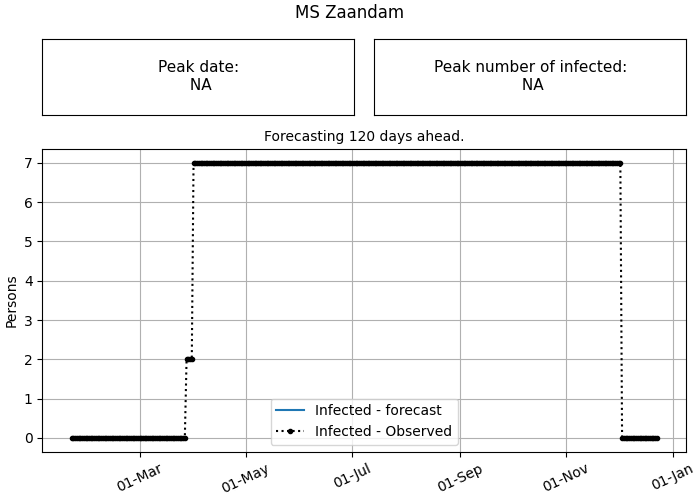 MS Zaandam
Peak date:
NA
Peak number of infected:
NA
Forecasting 120 days ahead.
7
6
5
4
3
2
1
0
Persons
Infected - forecast
Infected - Observed
01-Mar
01-May
01-Jul
01-Sep
01-Nov
01-Jan